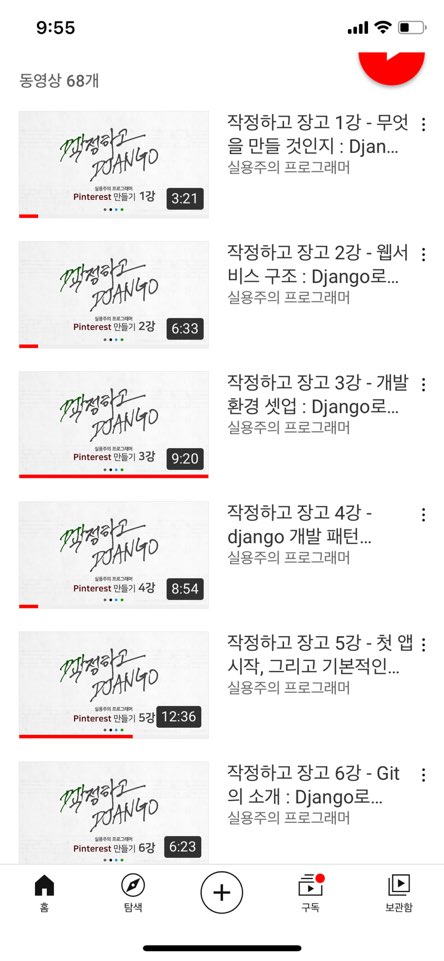 9:55
동영상 68개
작정하고
DJANGO
실용주의 프로그래머
Pinterest 만들기 1강
3:21
작정하고 장고 1강 - 무엇
을 만들 것인지 : Djan...
실용주의 프로그래머
작정하고
DJANGO
실용주의 프로그래머
Pinterest 만들기 2강
6:33
작정하고 장고 2강 - 웹서
비스 구조 : Django로...
실용주의 프로그래머
작정하고
DJANGO
실용주의 프로그래머
Pinterest 만들기 3강
9:20
작정하고 장고 3강 - 개발
환경 셋업 : Django로...
실용주의 프로그래머
작정하고
DJANGO
실용주의 프로그래머
Pinterest 만들기 4강
8:54
작정하고 장고 4강 -
django 개발 패턴...
실용주의 프로그래머
작정하고
DJANGO
실용주의 프로그래머
Pinterest 만들기 5강
12:36
작정하고 장고 5강 - 첫 앱
시작, 그리고 기본적인...
실용주의 프로그래머
작정하고
DJANGO
실용주의 프로그래머
Pinterest 만들기 6강
6:23
작정하고 장고 6강 - Git
의 소개 : Django로...
실용주의 프로그래머
홈
탐색
구독
보관함